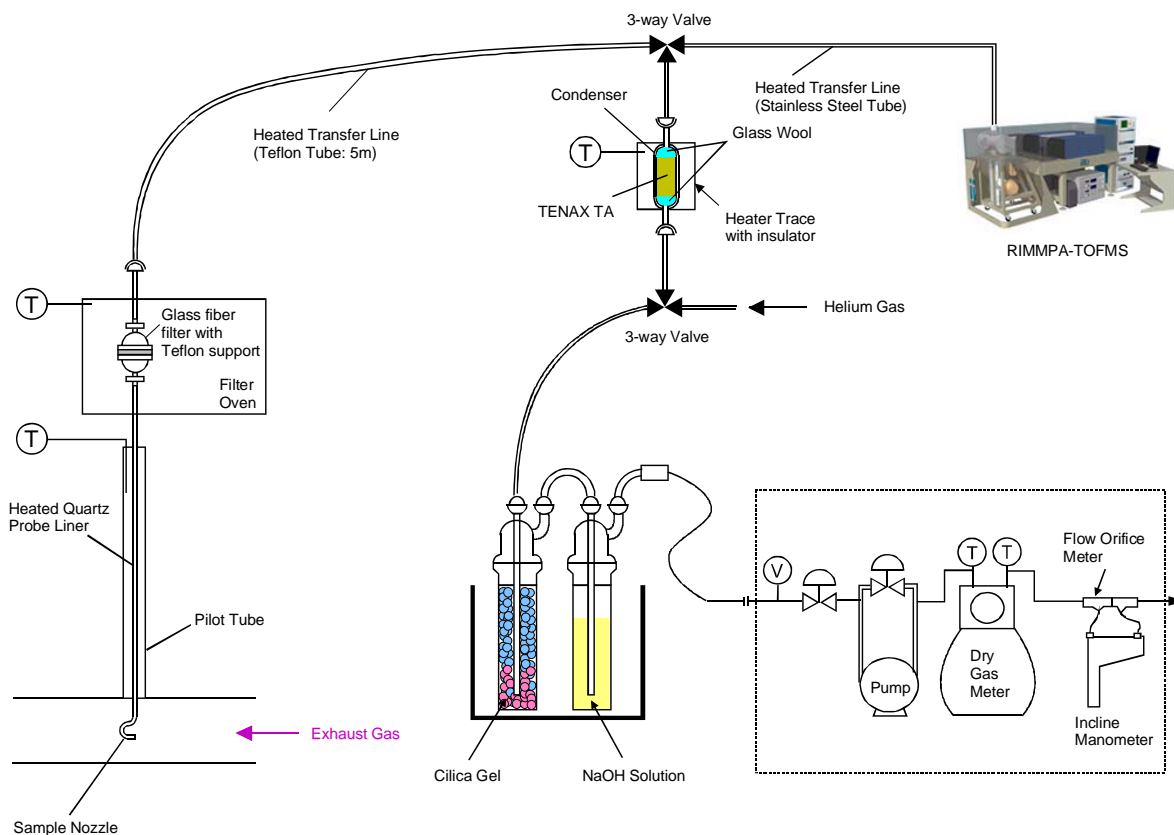 3-way Valve
Heated Transfer Line
(Teflon Tube: 5m)
Condenser
Heated Transfer Line
(Stainless Steel Tube)
Glass Wool
T
TENAX TA
Heater Trace
with insulator
RIMMPA-TOFMS
T
Glass fiber
filter with
Teflon support
Filter
Oven
Helium Gas
3-way Valve
T
Heated Quartz
Probe Liner
Pilot Tube
Exhaust Gas
Sample Nozzle
Cilica Gel
NaOH Solution
V
T
T
Flow Orifice
Meter
Pump
Dry
Gas
Meter
Incline
Manometer